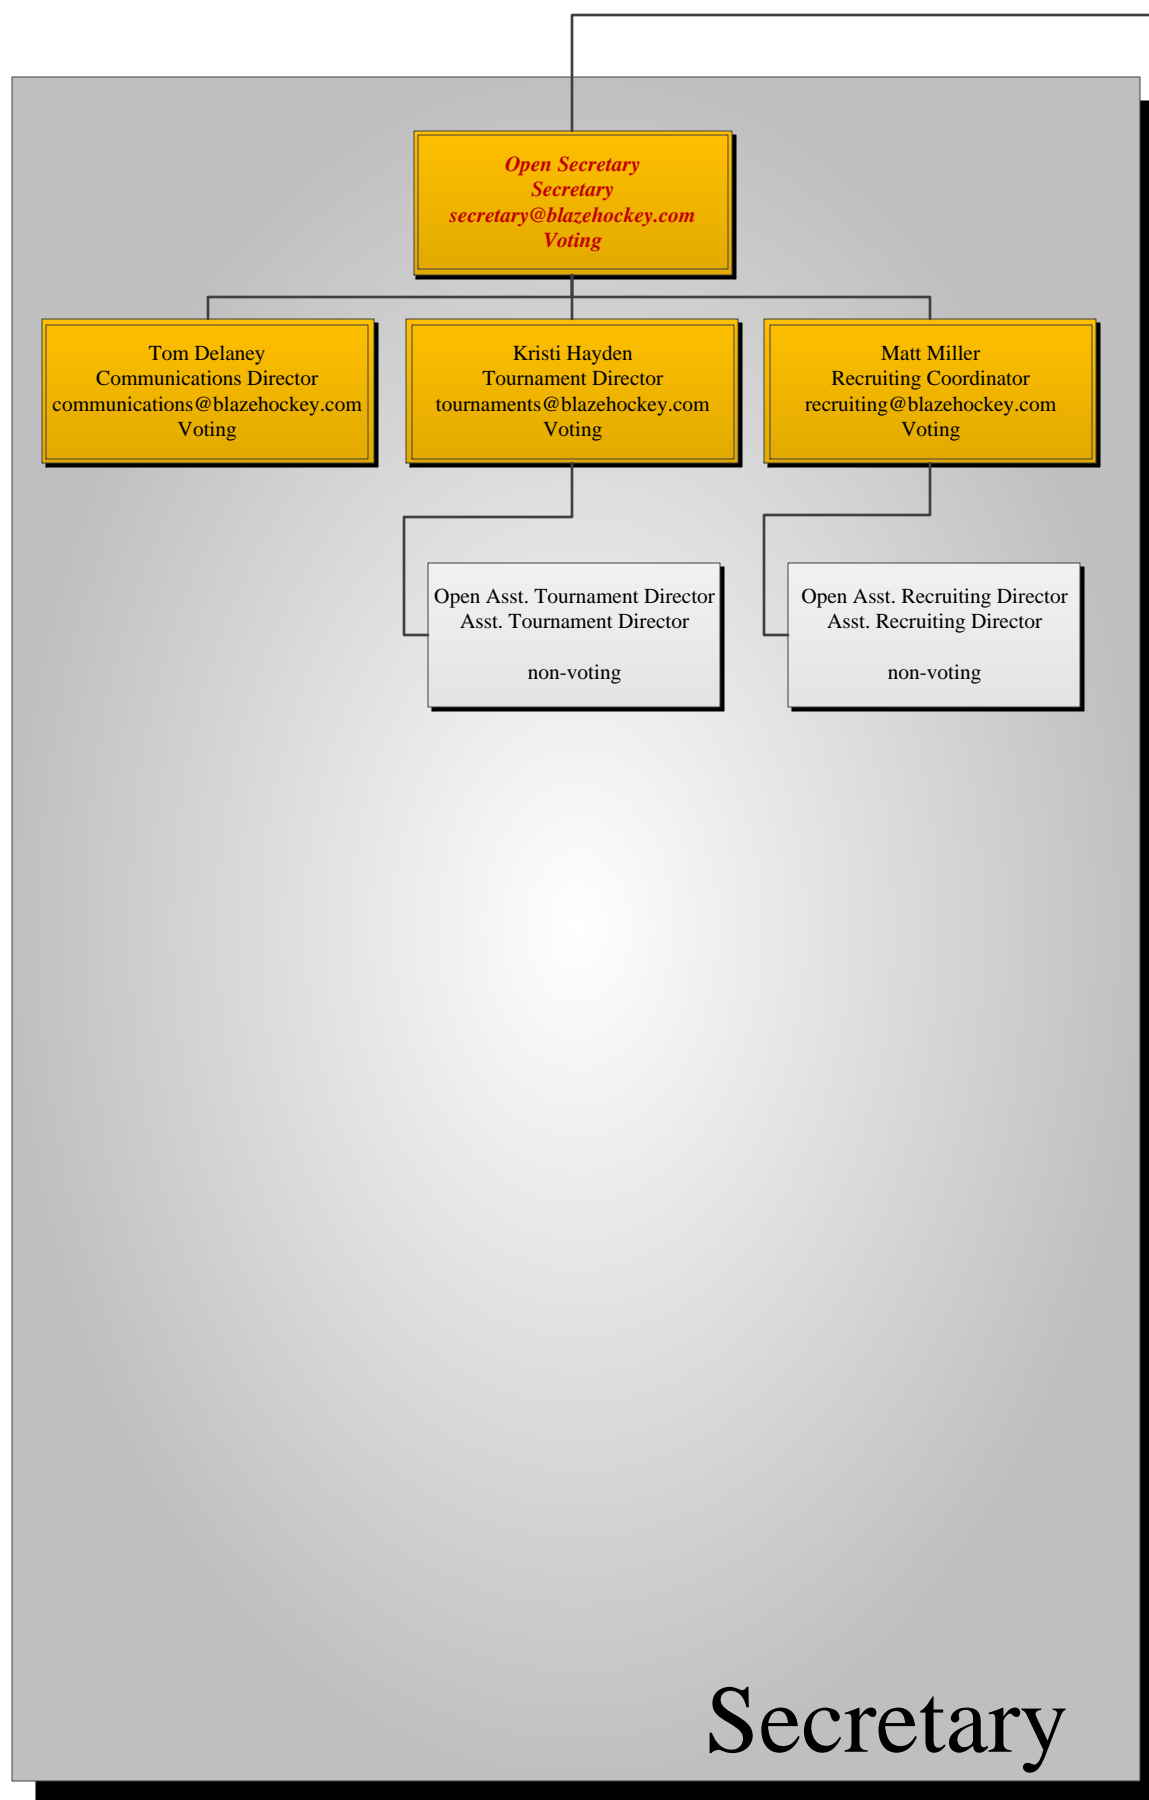 Open Secretary
Secretary
secretary@blazehockey.com
Voting
Tom Delaney
Communications Director
communications@blazehockey.com
Voting
Kristi Hayden
Tournament Director
tournaments@blazehockey.com
Voting
Matt Miller
Recruiting Coordinator
recruiting@blazehockey.com
Voting
Open Asst. Tournament Director
Asst. Tournament Director
non-voting
Open Asst. Recruiting Director
Asst. Recruiting Director
non-voting
Secretary